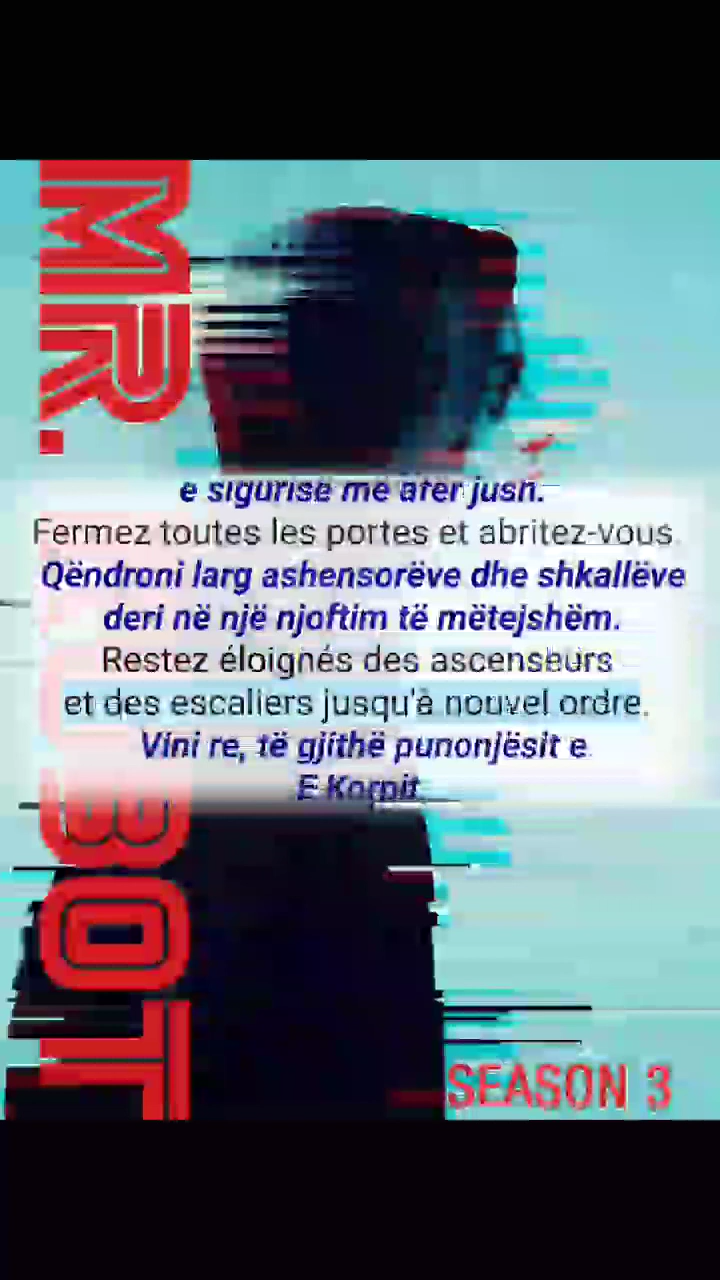 MR. ROBOT
e sigurisë më afër jush.
Fermez toutes les portes et abritez-vous.
Qëndroni larg ashensorëve dhe shkallëve
deri në një njoftim të mëtejshëm.
Restez éloignés des ascenseurs
et des escaliers jusqu'à nouvel ordre.
Vini re, të gjithë punonjësit e
E Korpit
SEASON 3